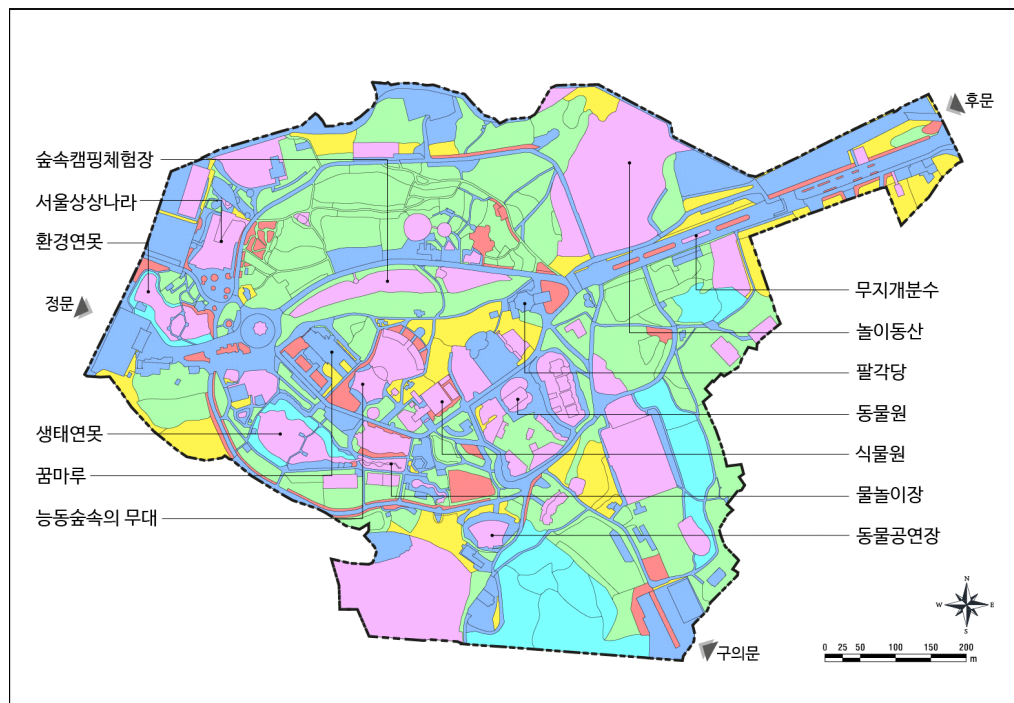 후문
숲속캠핑체험장
서울상상나라
환경연못
정문
무지개분수
놀이동산
팔각당
동물원
생태연못
식물원
꿈마루
물놀이장
능동숲속의 무대
동물공연장
N
W
E
S
구의문
0 25 50 100 150 200
m